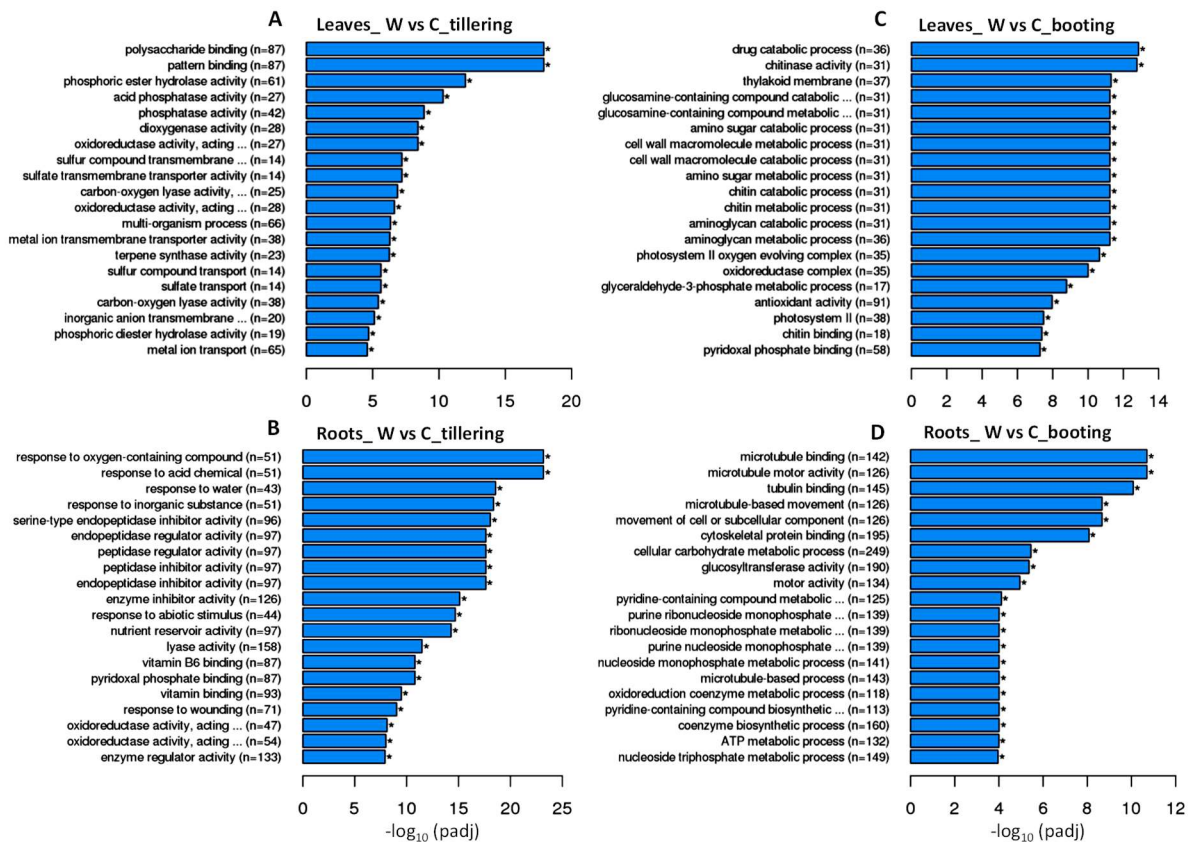 A
Leaves_ W vs C_tillering
polysaccharide binding (n=87)
pattern binding (n=87)
phosphoric ester hydrolase activity (n=61)
acid phosphatase activity (n=27)
phosphatase activity (n=42)
dioxygenase activity (n=28)
oxidoreductase activity, acting ... (n=27)
sulfur compound transmembrane ... (n=14)
sulfate transmembrane transporter activity (n=14)
carbon-oxygen lyase activity, ... (n=25)
oxidoreductase activity, acting ... (n=28)
multi-organism process (n=66)
metal ion transmembrane transporter activity (n=38)
terpene synthase activity (n=23)
sulfur compound transport (n=14)
sulfate transport (n=14)
carbon-oxygen lyase activity (n=38)
inorganic anion transmembrane ... (n=20)
phosphoric diester hydrolase activity (n=19)
metal ion transport (n=65)
0 5 10 15 20
B
Roots_ W vs C_tillering
response to oxygen-containing compound (n=51)
response to acid chemical (n=51)
response to water (n=43)
response to inorganic substance (n=51)
serine-type endopeptidase inhibitor activity (n=96)
endopeptidase regulator activity (n=97)
peptidase regulator activity (n=97)
peptidase inhibitor activity (n=97)
endopeptidase inhibitor activity (n=97)
enzyme inhibitor activity (n=126)
response to abiotic stimulus (n=44)
nutrient reservoir activity (n=97)
lyase activity (n=158)
vitamin B6 binding (n=87)
pyridoxal phosphate binding (n=87)
vitamin binding (n=93)
response to wounding (n=71)
oxidoreductase activity, acting ... (n=47)
oxidoreductase activity, acting ... (n=54)
enzyme regulator activity (n=133)
0 5 10 15 20 25
-log10 (padj)
C
Leaves_ W vs C_booting
drug catabolic process (n=36)
chitinase activity (n=31)
thylakoid membrane (n=37)
glucosamine-containing compound catabolic ... (n=31)
glucosamine-containing compound metabolic ... (n=31)
amino sugar catabolic process (n=31)
cell wall macromolecule metabolic process (n=31)
cell wall macromolecule catabolic process (n=31)
amino sugar metabolic process (n=31)
chitin catabolic process (n=31)
chitin metabolic process (n=31)
aminoglycan catabolic process (n=31)
aminoglycan metabolic process (n=36)
photosystem II oxygen evolving complex (n=35)
oxidoreductase complex (n=35)
glyceraldehyde-3-phosphate metabolic process (n=17)
antioxidant activity (n=91)
photosystem II (n=38)
chitin binding (n=18)
pyridoxal phosphate binding (n=58)
0 2 4 6 8 10 12 14
D
Roots_ W vs C_booting
microtubule binding (n=142)
microtubule motor activity (n=126)
tubulin binding (n=145)
microtubule-based movement (n=126)
movement of cell or subcellular component (n=126)
cytoskeletal protein binding (n=195)
cellular carbohydrate metabolic process (n=249)
glucosyltransferase activity (n=190)
motor activity (n=134)
pyridine-containing compound metabolic ... (n=125)
purine ribonucleoside monophosphate ... (n=139)
ribonucleoside monophosphate metabolic ... (n=139)
purine nucleoside monophosphate ... (n=139)
nucleoside monophosphate metabolic process (n=141)
microtubule-based process (n=143)
oxidoreduction coenzyme metabolic process (n=118)
pyridine-containing compound biosynthetic ... (n=113)
coenzyme biosynthetic process (n=160)
ATP metabolic process (n=132)
nucleoside triphosphate metabolic process (n=149)
0 2 4 6 8 10 12
-log10 (padj)